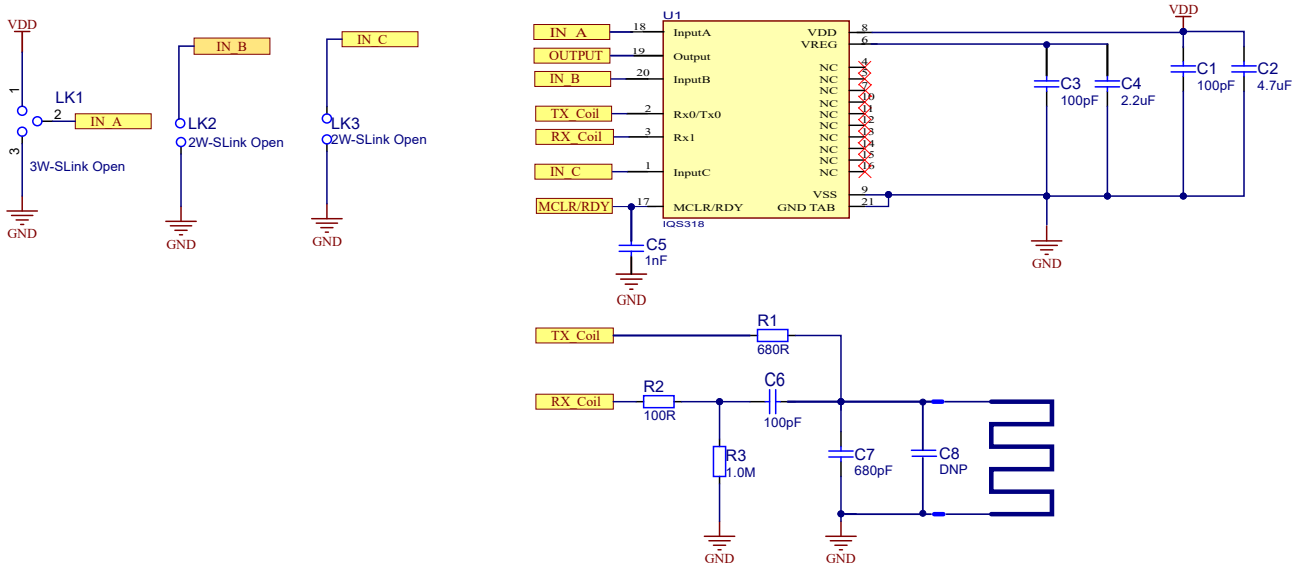 VDD
1
LK1
2
IN_A
3
3W-SLink Open
GND
IN_B
LK2
2W-SLink Open
GND
IN_C
LK3
2W-SLink Open
GND
U1
IN_A
18
InputA
OUTPUT
19
Output
IN_B
20
InputB
TX_Coil
2
Rx0/Tx0
RX_Coil
3
Rx1
IN_C
1
InputC
MCLR/RDY
17
MCLR/RDY
VDD
8
VREG
6
NC
4
NC
5
NC
7
NC
10
NC
11
NC
12
NC
13
NC
14
NC
15
NC
16
VSS
9
GND TAB
21
IQS318
C5
1nF
GND
VDD
C3
100pF
C4
2.2uF
C1
100pF
C2
4.7uF
GND
TX_Coil
R1
680R
RX_Coil
R2
100R
C6
100pF
R3
1.0M
GND
C7
680pF
GND
C8
DNP